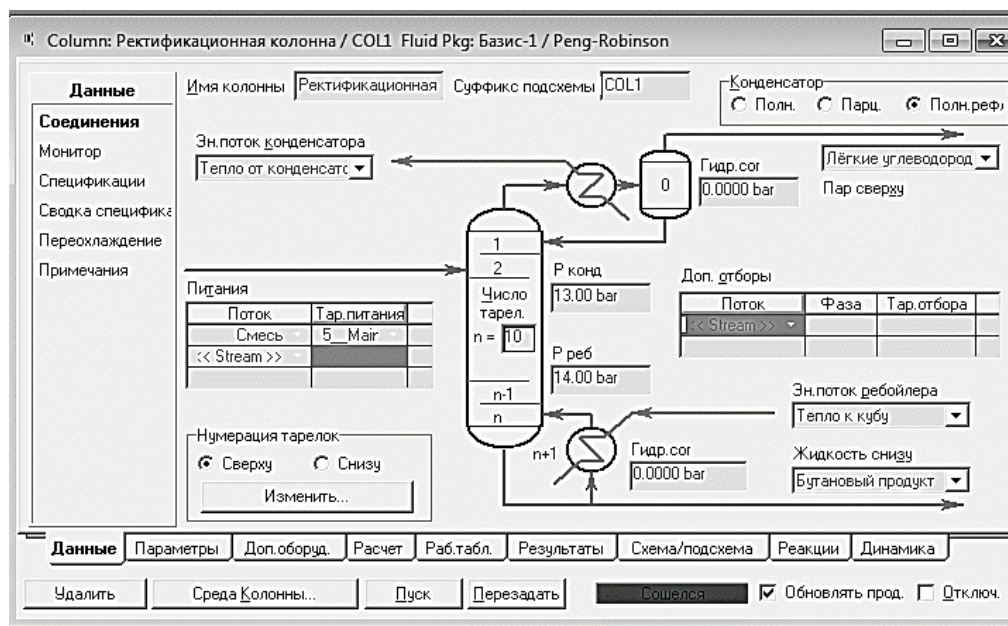 Column: Ректификационная колонна / COL1 Fluid Pkg: Базис-1 / Peng-Robinson
Данные
Соединения
Монитор
Спецификации
Сводка специфика
Переохлаждение
Примечания
Имя колонны Ректификационная Суффикс подсхемы COL1
Конденсатор
Полн. Парц. Полн.реф
Эн.поток конденсатора
Тепло от конденсатс
0
Гидр.сог
0.0000 bar
Лёгкие углеводород
Пар сверху
1
2
Число
тарел.
n = 10
n-1
n
n+1
P конд
13.00 bar
P реб
14.00 bar
Питания
Поток Тар.питания
Смесь 5__Mair
<< Stream >>
Доп. отборы
Поток Фаза Тар.отбора
<< Stream >>
Эн.поток ребойлера
Тепло к кубу
Гидр.сог
0.0000 bar
Жидкость снизу
Бутановый продукт
Нумерация тарелок
Сверху Снизу
Изменить...
Данные Параметры Доп.оборуд. Расчет Раб.табл. Результаты Схема/подсхема Реакции Динамика
Удалить Среда Колонны... Пуск Перезадать Сошелся Обновлять прод. Отключ.